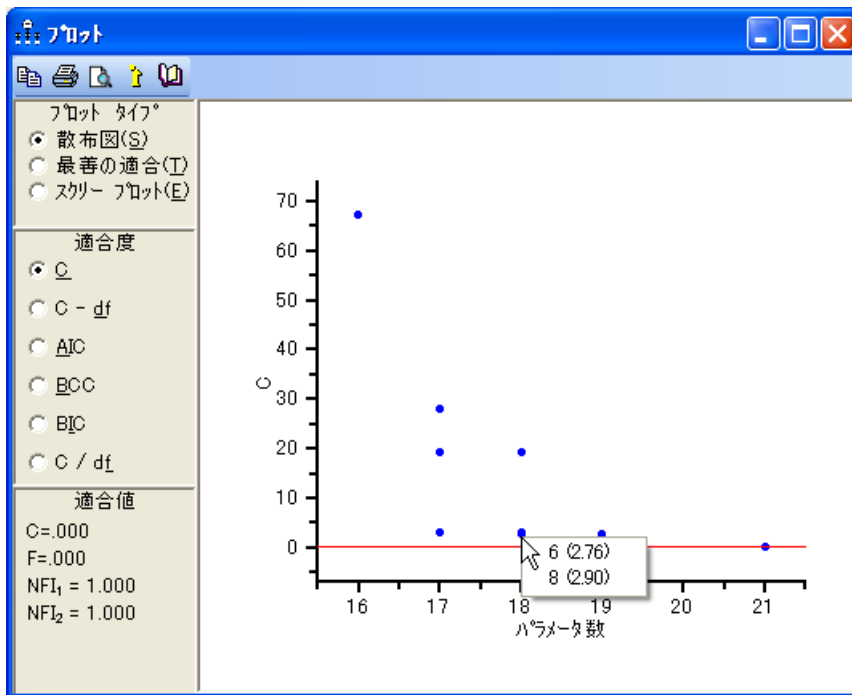 プロット
プロット タイプ
散布図(S)
最善の適合(T)
スクリー プロット(E)
適合度
C
C - df
AIC
BCC
BIC
C / df
適合値
C=.000
F=.000
NFI₁ = 1.000
NFI₂ = 1.000
70
60
50
40
30
20
10
0
C
6 (2.76)
8 (2.90)
16
17
18
19
20
21
パラメータ数